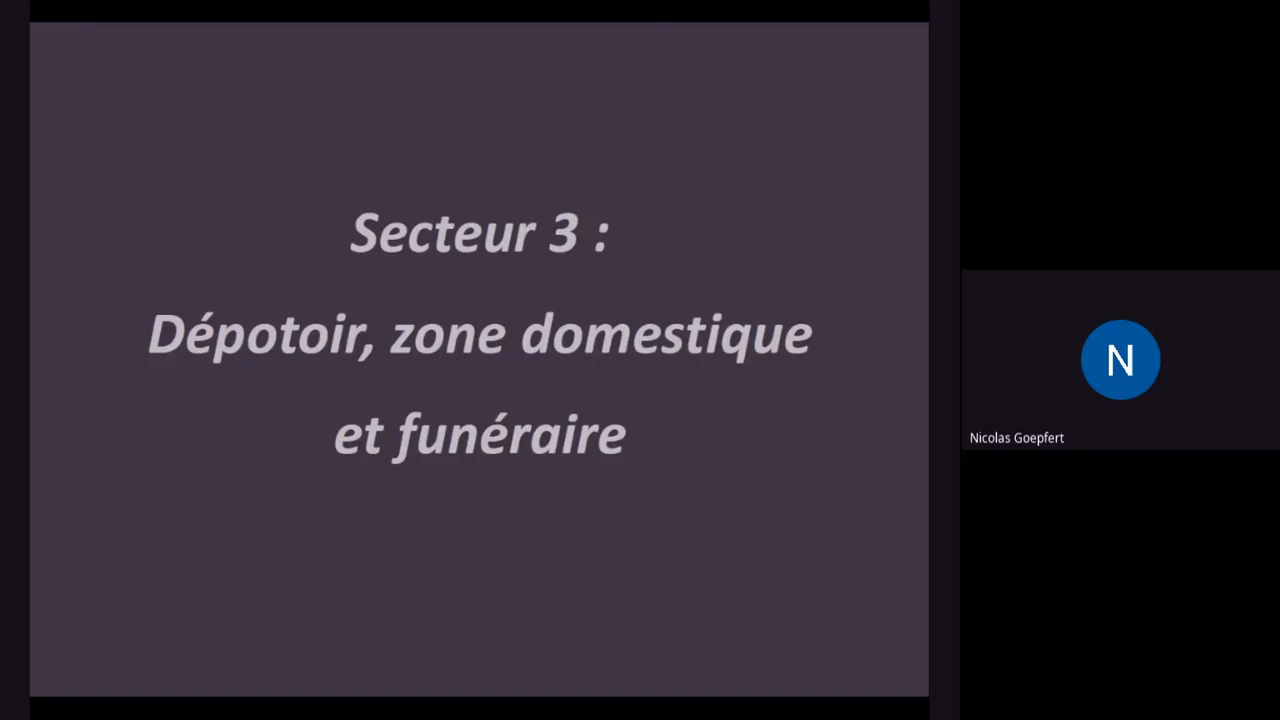 Secteur 3 :
Dépotoir, zone domestique
et funéraire
N
Nicolas Goepfert